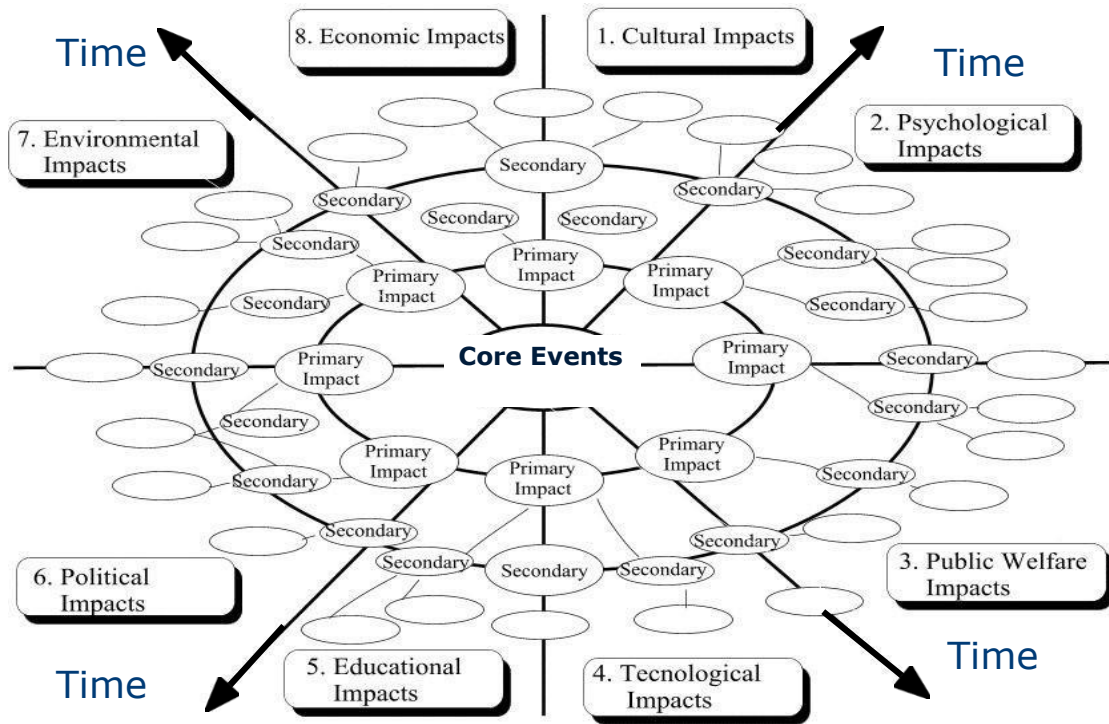 8. Economic Impacts
1. Cultural Impacts
Time
Time
7. Environmental
Impacts
2. Psychological
Impacts
Secondary
Secondary
Secondary
Secondary
Secondary
Secondary
Secondary
Primary
Impact
Primary
Impact
Primary
Impact
Secondary
Secondary
Core Events
Secondary
Primary
Impact
Primary
Impact
Secondary
Secondary
Secondary
Primary
Impact
Primary
Impact
Primary
Impact
Secondary
Secondary
Secondary
Secondary
Secondary
Secondary
Secondary
6. Political
Impacts
3. Public Welfare
Impacts
5. Educational
Impacts
4. Tecnological
Impacts
Time
Time